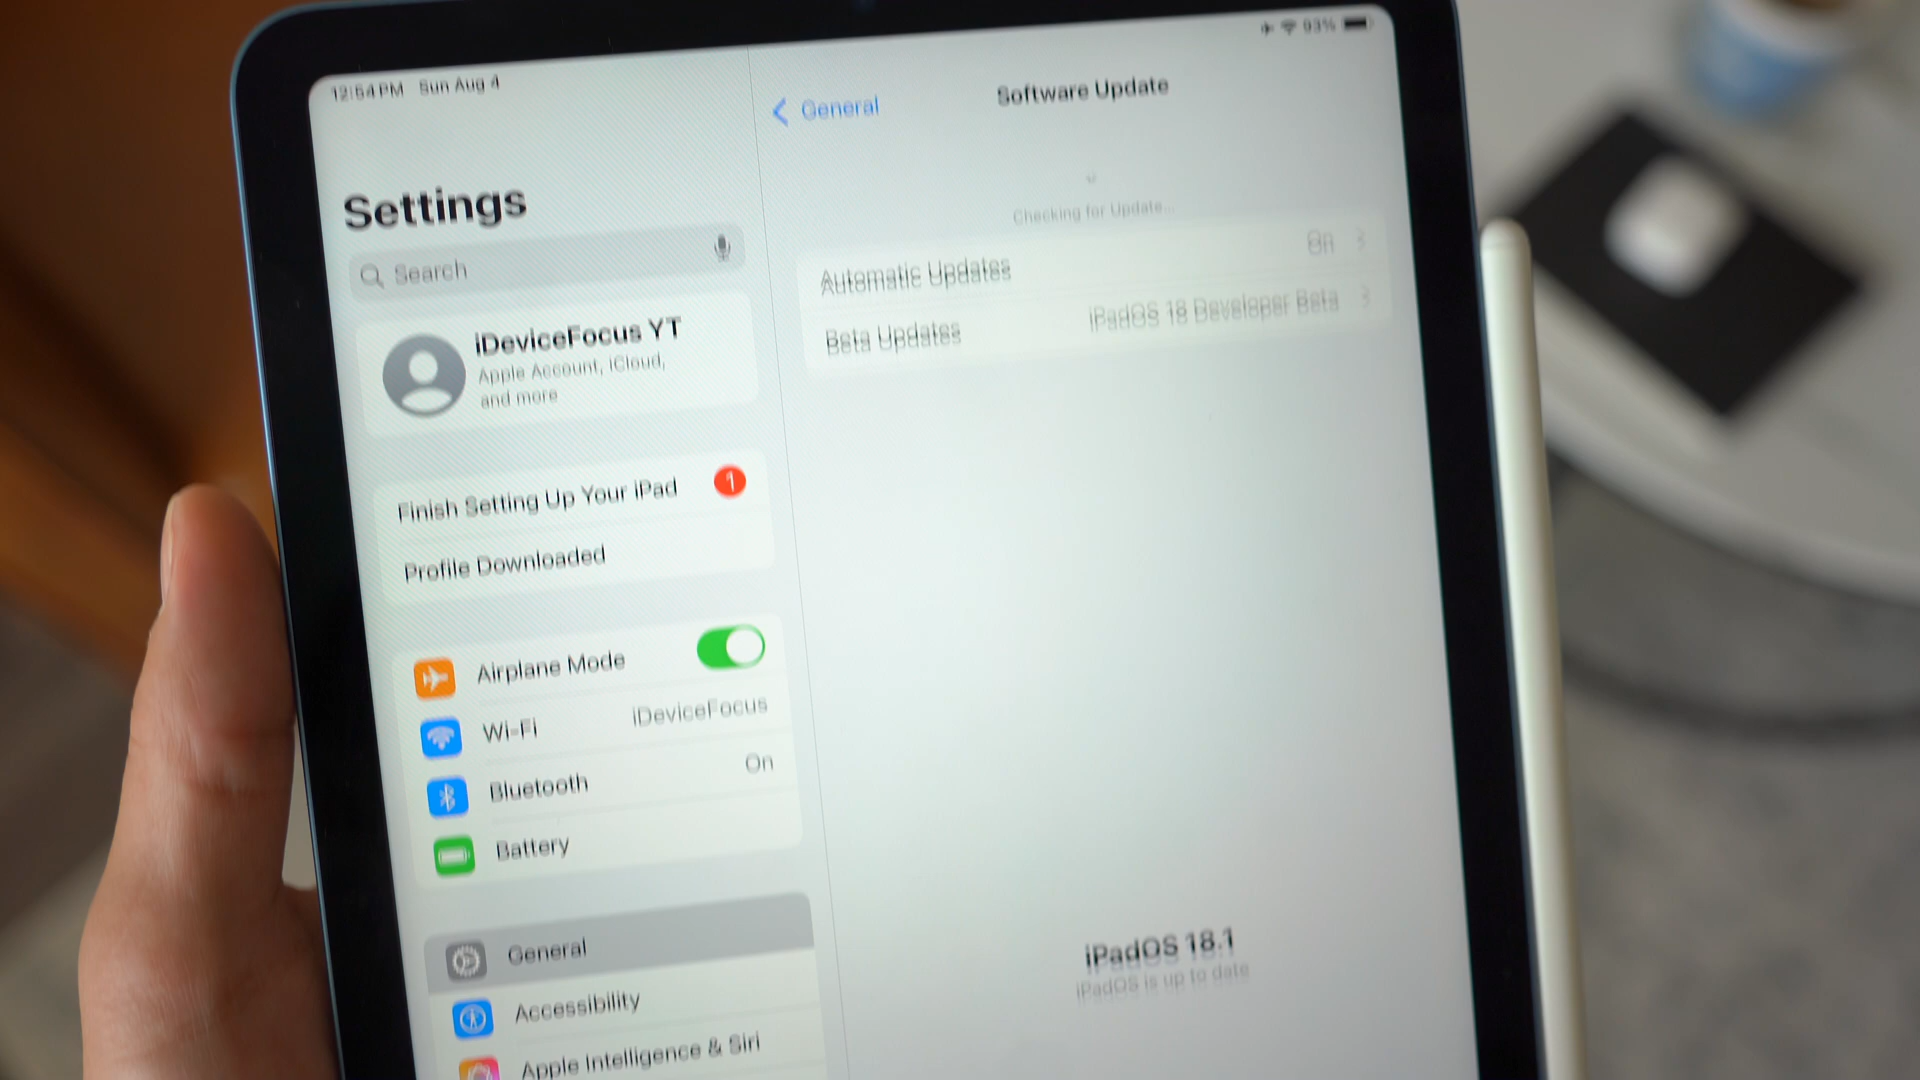 12:54 PM Sun Aug 4
93%
Settings
Search
iDeviceFocus YT
Apple Account, iCloud,
and more
Finish Setting Up Your iPad 1
Profile Downloaded
Airplane Mode
Wi-Fi iDeviceFocus
Bluetooth On
Battery
General
Accessibility
Apple Intelligence & Siri
General
Software Update
Checking for Update...
Automatic Updates On
Beta Updates iPadOS 18 Developer Beta
iPadOS 18.1
iPadOS is up to date